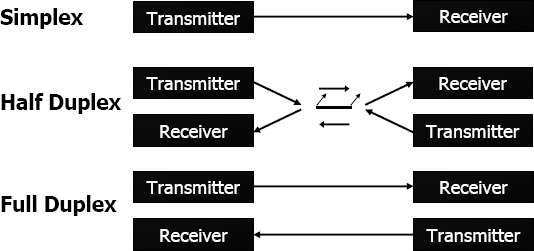 Simplex
Transmitter
Receiver
Half Duplex
Transmitter
Receiver
Receiver
Transmitter
Full Duplex
Transmitter
Receiver
Receiver
Transmitter